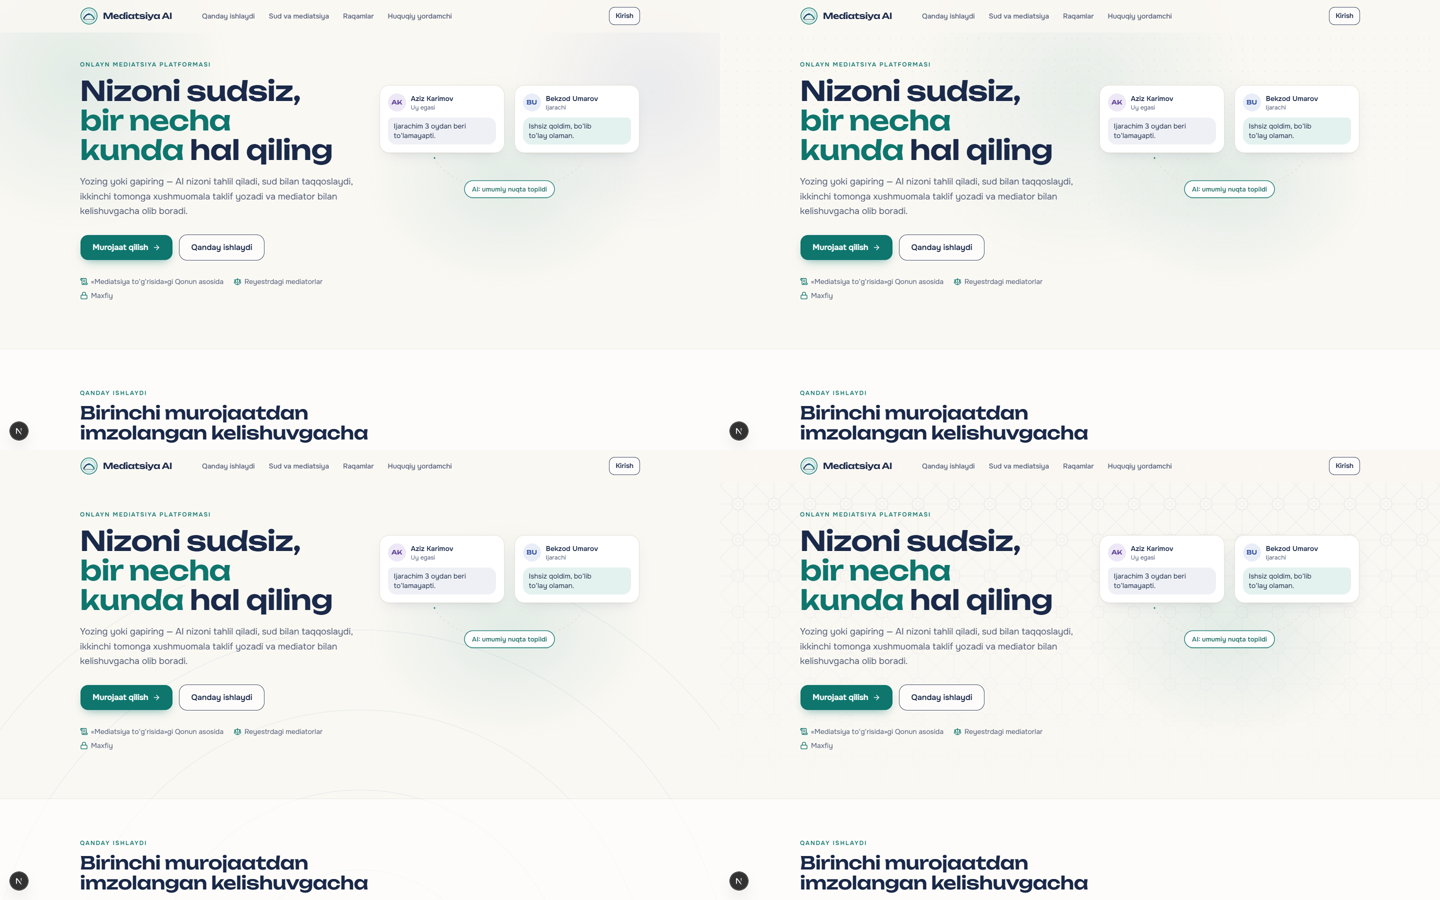 Mediatsiya AI Qanday ishlaydi Sud va mediatsiya Raqamlar Huquqiy yordamchi Kirish
ONLAYN MEDIATSIYA PLATFORMASI
Nizoni sudsiz,
bir necha
kunda hal qiling
Yozing yoki gapiring — AI nizoni tahlil qiladi, sud bilan taqqoslaydi,
ikkinchi tomonga xushmuomala taklif yozadi va mediator bilan
kelishuvgacha olib boradi.
Murojaat qilish → Qanday ishlaydi
«Mediatsiya to'g'risida»gi Qonun asosida Reyestrdagi mediatorlar
Maxfiy
AK Aziz Karimov
Uy egasi
Ijarachim 3 oydan beri
to'lamayapti.
BU Bekzod Umarov
Ijarachi
Ishsiz qoldim, bo'lib
to'lay olaman.
AI: umumiy nuqta topildi
QANDAY ISHLAYDI
Birinchi murojaatdan
imzolangan kelishuvgacha
N
Mediatsiya AI Qanday ishlaydi Sud va mediatsiya Raqamlar Huquqiy yordamchi Kirish
ONLAYN MEDIATSIYA PLATFORMASI
Nizoni sudsiz,
bir necha
kunda hal qiling
Yozing yoki gapiring — AI nizoni tahlil qiladi, sud bilan taqqoslaydi,
ikkinchi tomonga xushmuomala taklif yozadi va mediator bilan
kelishuvgacha olib boradi.
Murojaat qilish → Qanday ishlaydi
«Mediatsiya to'g'risida»gi Qonun asosida Reyestrdagi mediatorlar
Maxfiy
AK Aziz Karimov
Uy egasi
Ijarachim 3 oydan beri
to'lamayapti.
BU Bekzod Umarov
Ijarachi
Ishsiz qoldim, bo'lib
to'lay olaman.
AI: umumiy nuqta topildi
QANDAY ISHLAYDI
Birinchi murojaatdan
imzolangan kelishuvgacha
N
Mediatsiya AI Qanday ishlaydi Sud va mediatsiya Raqamlar Huquqiy yordamchi Kirish
ONLAYN MEDIATSIYA PLATFORMASI
Nizoni sudsiz,
bir necha
kunda hal qiling
Yozing yoki gapiring — AI nizoni tahlil qiladi, sud bilan taqqoslaydi,
ikkinchi tomonga xushmuomala taklif yozadi va mediator bilan
kelishuvgacha olib boradi.
Murojaat qilish → Qanday ishlaydi
«Mediatsiya to'g'risida»gi Qonun asosida Reyestrdagi mediatorlar
Maxfiy
AK Aziz Karimov
Uy egasi
Ijarachim 3 oydan beri
to'lamayapti.
BU Bekzod Umarov
Ijarachi
Ishsiz qoldim, bo'lib
to'lay olaman.
AI: umumiy nuqta topildi
QANDAY ISHLAYDI
Birinchi murojaatdan
imzolangan kelishuvgacha
N
Mediatsiya AI Qanday ishlaydi Sud va mediatsiya Raqamlar Huquqiy yordamchi Kirish
ONLAYN MEDIATSIYA PLATFORMASI
Nizoni sudsiz,
bir necha
kunda hal qiling
Yozing yoki gapiring — AI nizoni tahlil qiladi, sud bilan taqqoslaydi,
ikkinchi tomonga xushmuomala taklif yozadi va mediator bilan
kelishuvgacha olib boradi.
Murojaat qilish → Qanday ishlaydi
«Mediatsiya to'g'risida»gi Qonun asosida Reyestrdagi mediatorlar
Maxfiy
AK Aziz Karimov
Uy egasi
Ijarachim 3 oydan beri
to'lamayapti.
BU Bekzod Umarov
Ijarachi
Ishsiz qoldim, bo'lib
to'lay olaman.
AI: umumiy nuqta topildi
QANDAY ISHLAYDI
Birinchi murojaatdan
imzolangan kelishuvgacha
N